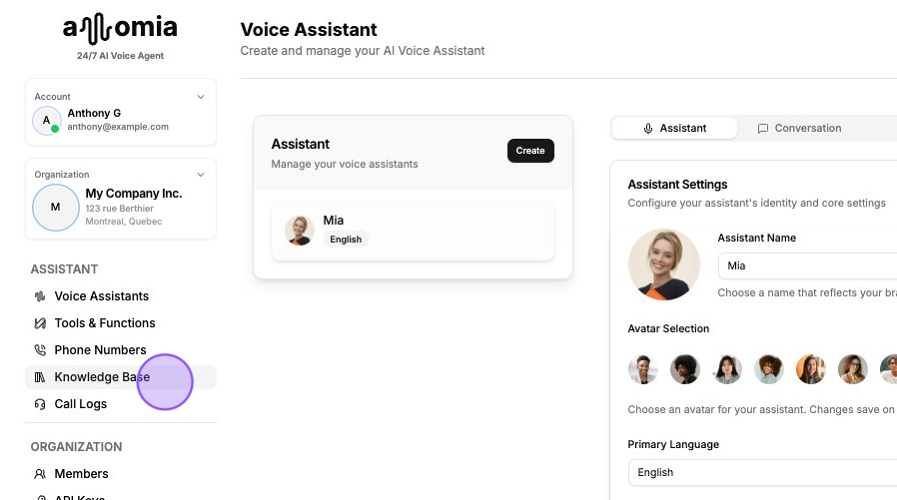 allomia
24/7 AI Voice Agent
Account
A
Anthony G
anthony@example.com
Organization
M
My Company Inc.
123 rue Berthier
Montreal, Quebec
ASSISTANT
Voice Assistants
Tools & Functions
Phone Numbers
Knowledge Base
Call Logs
ORGANIZATION
Members
API Keys
Voice Assistant
Create and manage your AI Voice Assistant
Assistant
Manage your voice assistants
Create
Mia
English
Assistant
Conversation
Assistant Settings
Configure your assistant's identity and core settings
Assistant Name
Mia
Choose a name that reflects your bra
Avatar Selection
Choose an avatar for your assistant. Changes save on
Primary Language
English